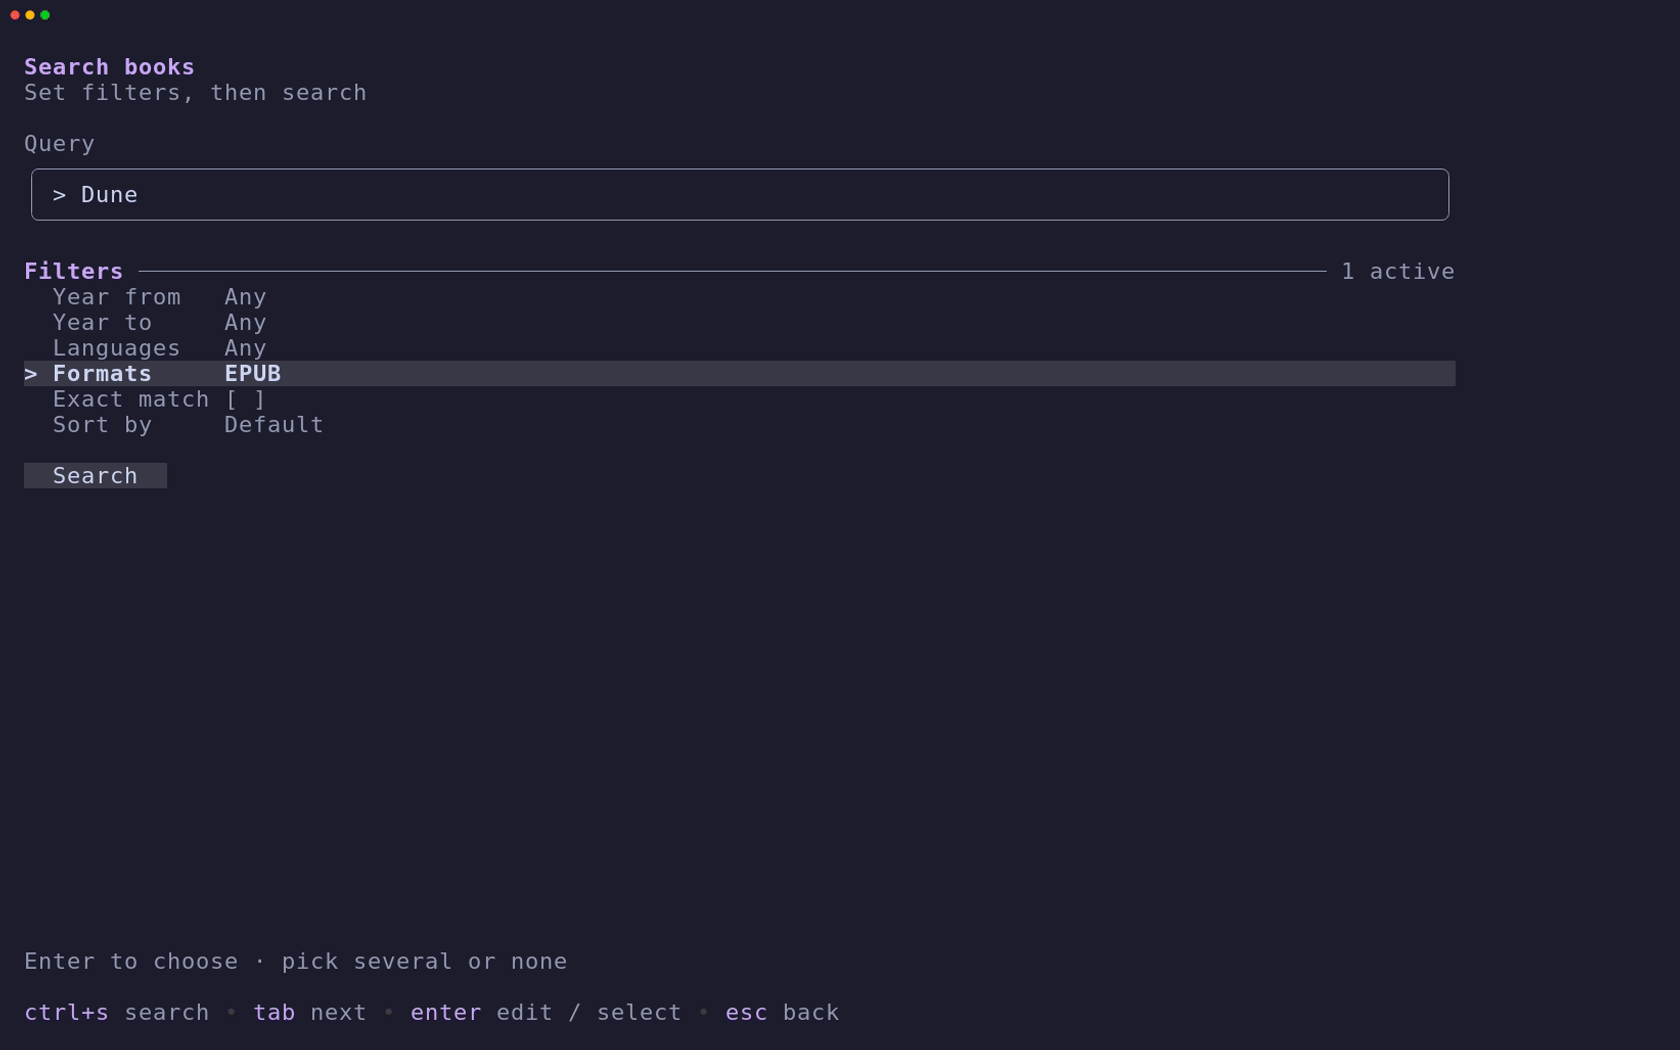 Search books
Set filters, then search
Query
> Dune
Filters 1 active
Year from Any
Year to Any
Languages Any
> Formats EPUB
Exact match [ ]
Sort by Default
Search
Enter to choose · pick several or none
ctrl+s search • tab next • enter edit / select • esc back